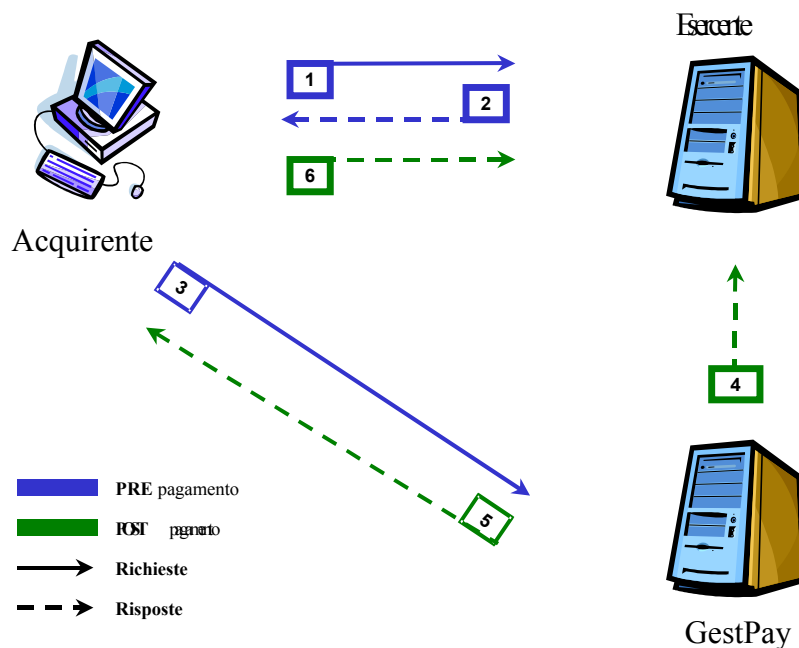 Esercente
1
2
6
Acquirente
3
4
5
PRE pagamento
POST pagamento
Richieste
Risposte
GestPay